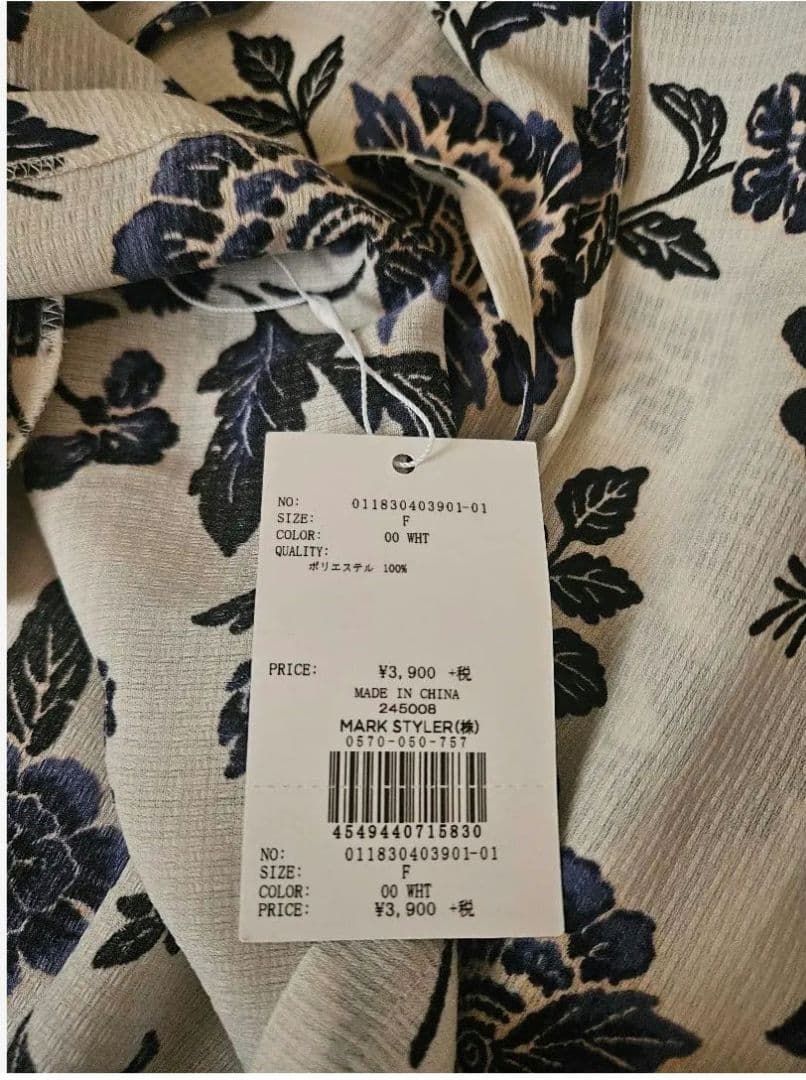 NO: 011830403901-01
SIZE: F
COLOR: 00 WHT
QUALITY:
ポリエステル 100%
PRICE: ¥3,900 +税
MADE IN CHINA
245008
MARK STYLER(株)
0570-050-757
4549440715830
NO: 011830403901-01
SIZE: F
COLOR: 00 WHT
PRICE: ¥3,900 +税